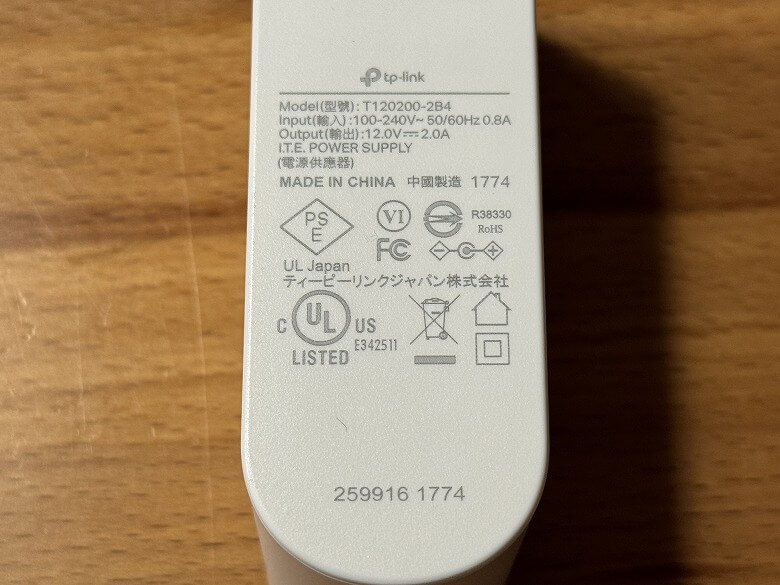 tp-link
Model(型號): T120200-2B4
Input(輸入):100-240V~50/60Hz 0.8A
Output(輸出):12.0V⎓2.0A
I.T.E. POWER SUPPLY
(電源供應器)
MADE IN CHINA 中國製造 1774
PS
E
VI
R38330
RoHS
FC
UL Japan
ティーピーリンクジャパン株式会社
C UL US
LISTED
E342511
259916 1774